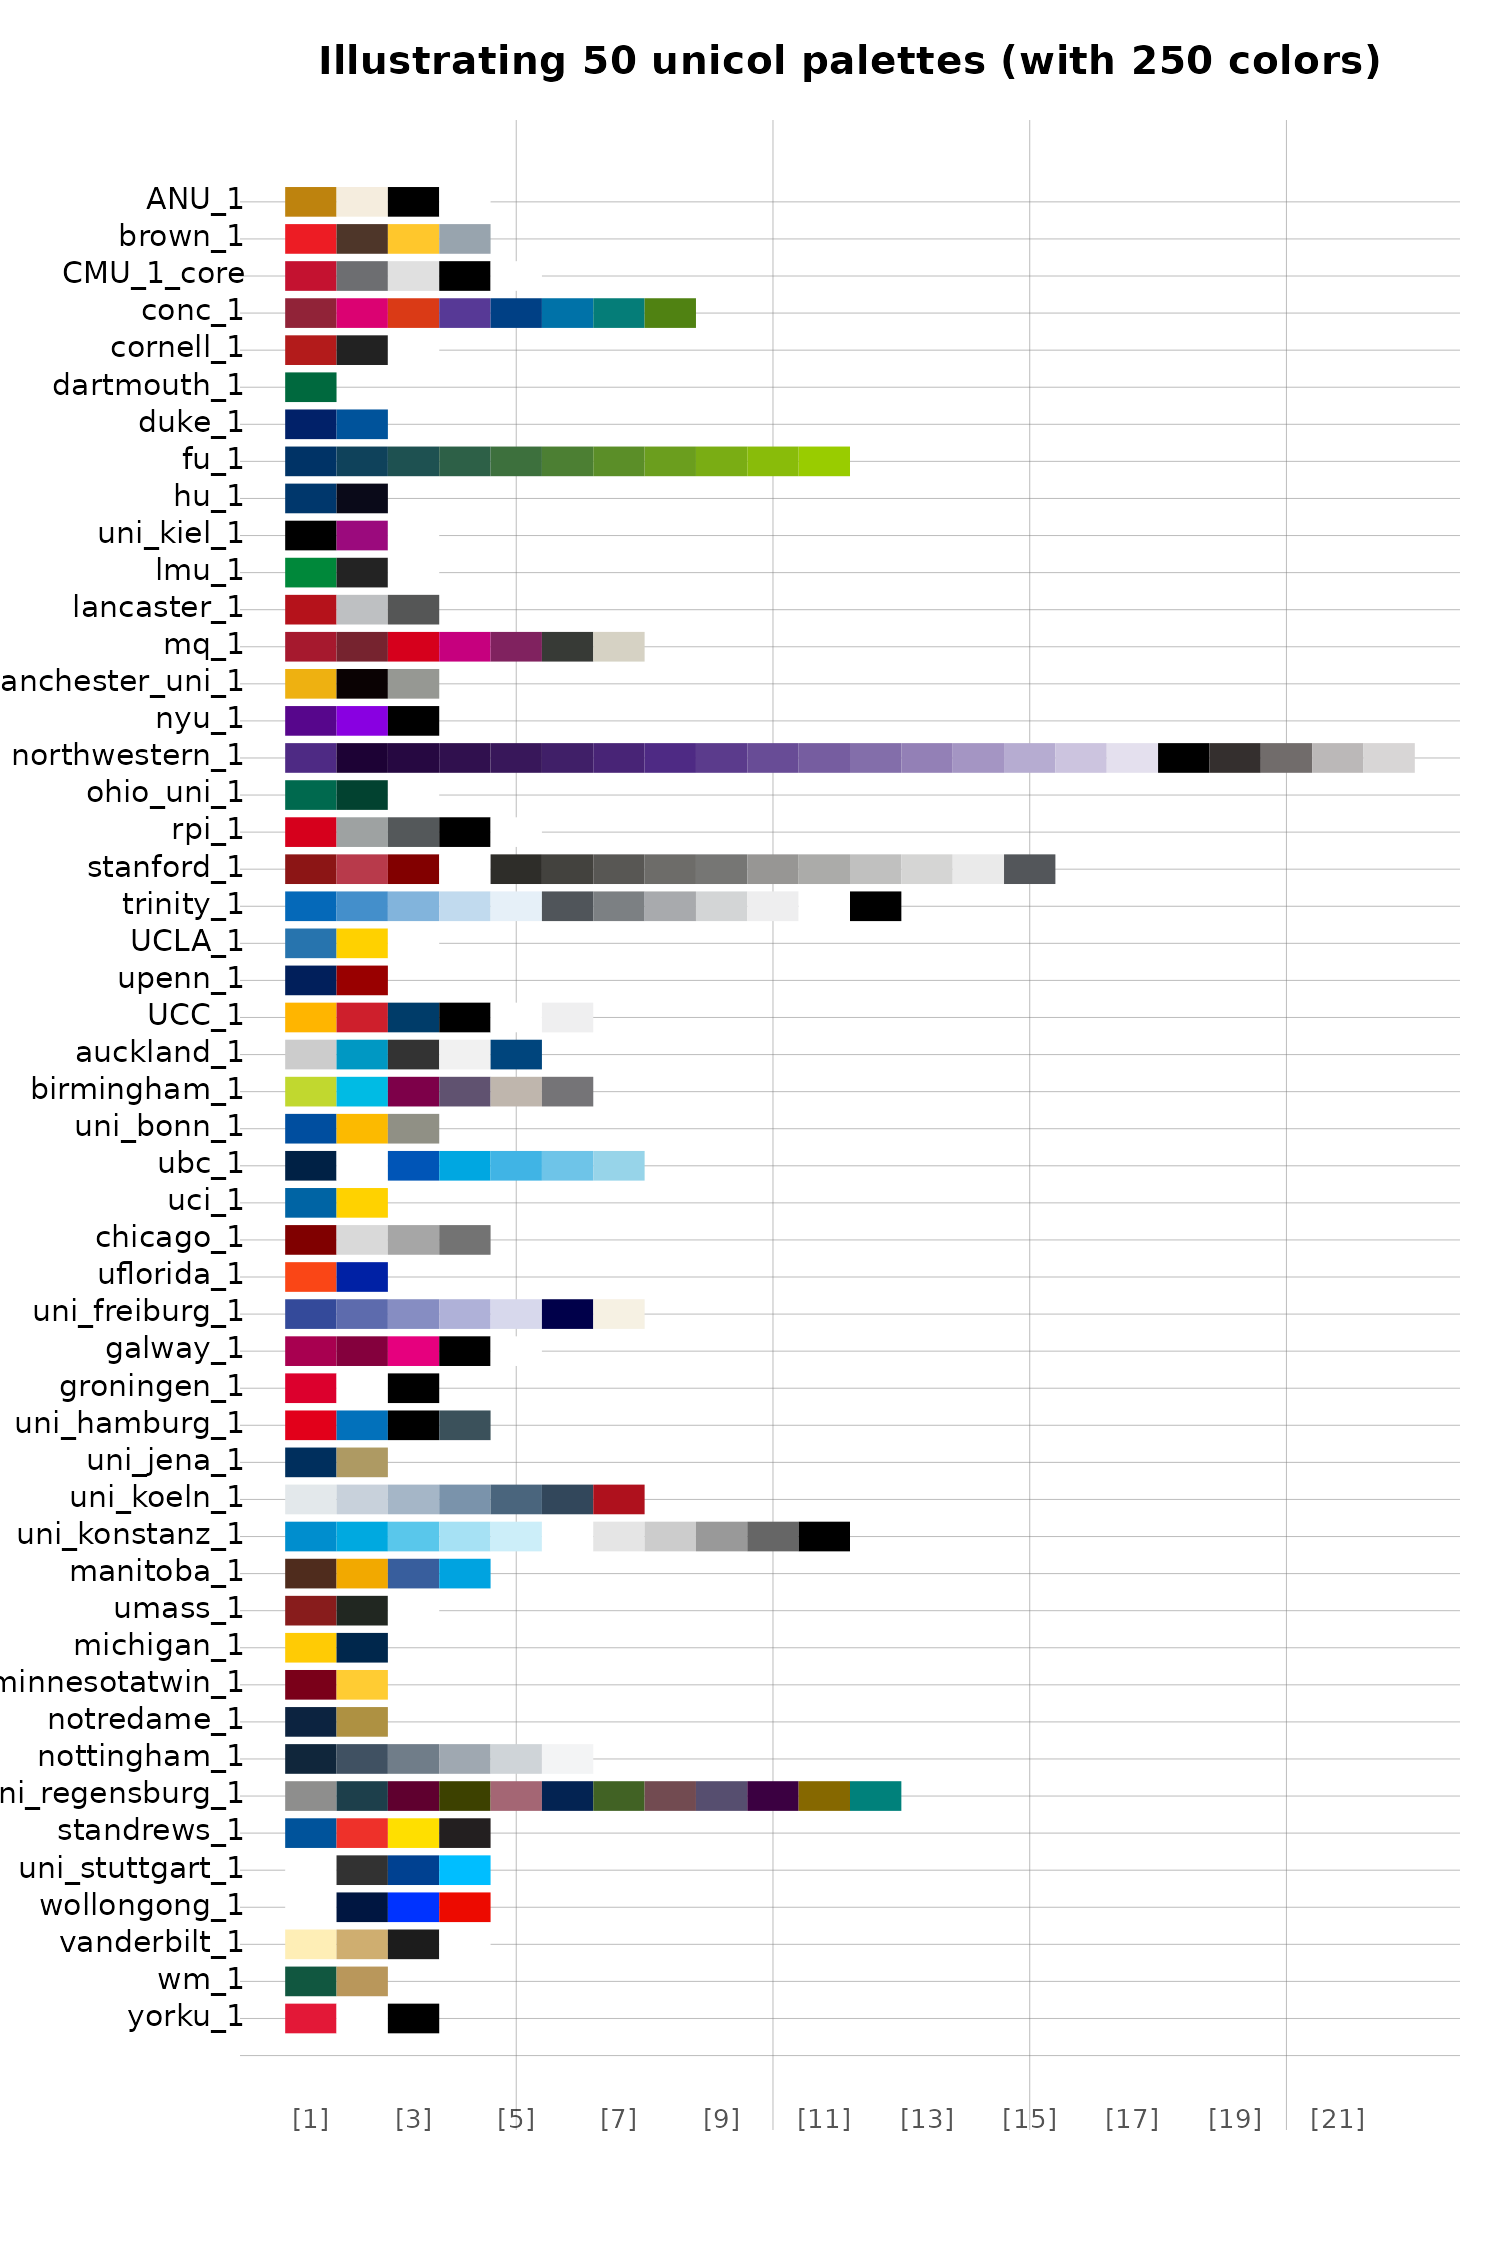 Illustrating 50 unicol palettes (with 250 colors)
ANU_1
brown_1
CMU_1_core
conc_1
cornell_1
dartmouth_1
duke_1
fu_1
hu_1
uni_kiel_1
lmu_1
lancaster_1
mq_1
anchester_uni_1
nyu_1
northwestern_1
ohio_uni_1
rpi_1
stanford_1
trinity_1
UCLA_1
upenn_1
UCC_1
auckland_1
birmingham_1
uni_bonn_1
ubc_1
uci_1
chicago_1
uflorida_1
uni_freiburg_1
galway_1
groningen_1
uni_hamburg_1
uni_jena_1
uni_koeln_1
uni_konstanz_1
manitoba_1
umass_1
michigan_1
minnesotatwin_1
notredame_1
nottingham_1
ni_regensburg_1
standrews_1
uni_stuttgart_1
wollongong_1
vanderbilt_1
wm_1
yorku_1
[1] [3] [5] [7] [9] [11] [13] [15] [17] [19] [21]